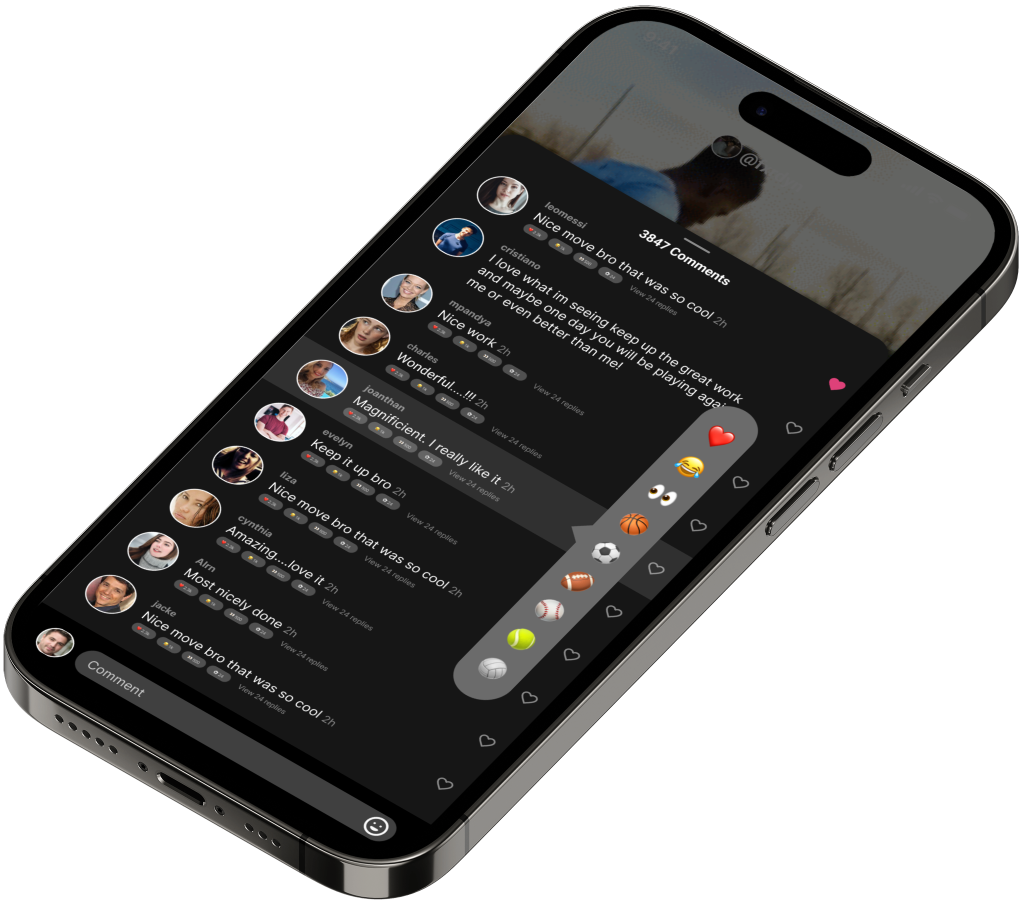 9:41
3847 Comments
leomessi
Nice move bro that was so cool 2h
View 24 replies
cristiano
I love what im seeing keep up the great work
and maybe one day you will be playing again
me or even better than me!
mpandya
Nice work 2h
View 24 replies
charles
Wonderful....!!! 2h
View 24 replies
joanthan
Magnificient. I really like it 2h
View 24 replies
evelyn
Keep it up bro 2h
View 24 replies
liza
Nice move bro that was so cool 2h
View 24 replies
cynthia
Amazing....love it 2h
View 24 replies
Alm
Most nicely done 2h
View 24 replies
jacke
Nice move bro that was so cool 2h
View 24 replies
Comment